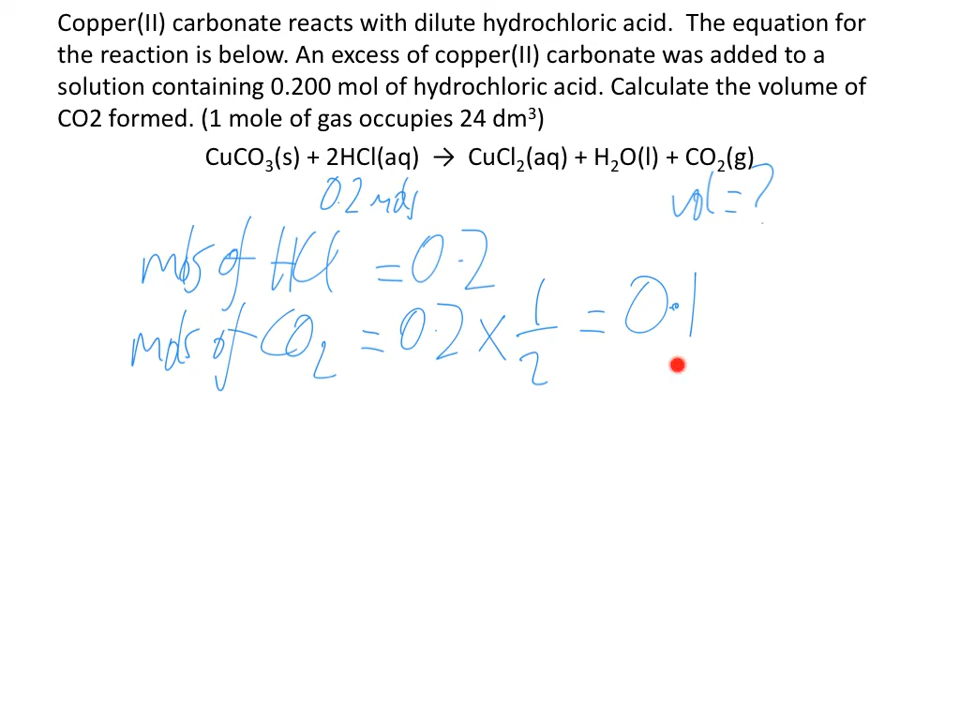 Copper(II) carbonate reacts with dilute hydrochloric acid.  The equation for
the reaction is below. An excess of copper(II) carbonate was added to a
solution containing 0.200 mol of hydrochloric acid. Calculate the volume of
CO2 formed. (1 mole of gas occupies 24 dm³)
CuCO₃(s) + 2HCl(aq) → CuCl₂(aq) + H₂O(l) + CO₂(g)
0.2 mols vol = ?
mols of HCl = 0.2
mols of CO₂ = 0.2 × 1/2 = 0.1